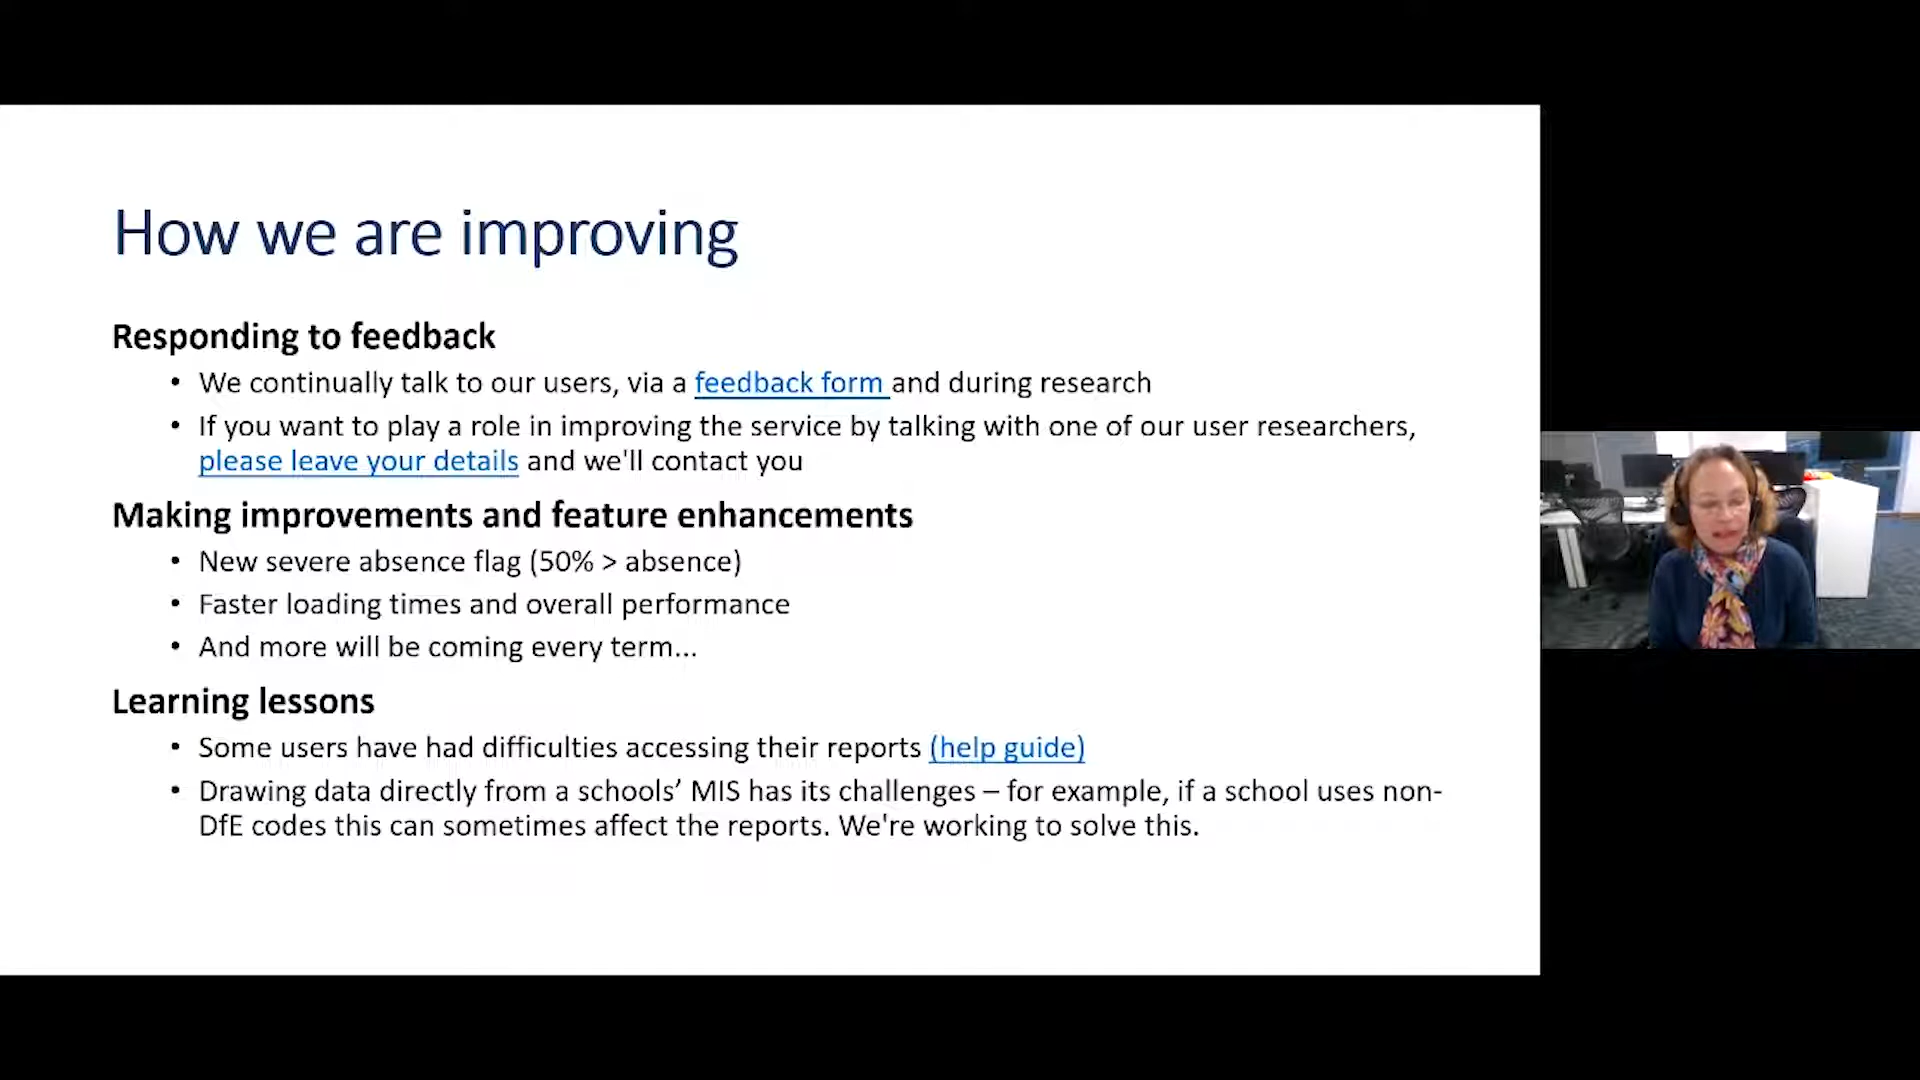 How we are improving
Responding to feedback
• We continually talk to our users, via a feedback form and during research
• If you want to play a role in improving the service by talking with one of our user researchers,
please leave your details and we'll contact you
Making improvements and feature enhancements
• New severe absence flag (50% > absence)
• Faster loading times and overall performance
• And more will be coming every term...
Learning lessons
• Some users have had difficulties accessing their reports (help guide)
• Drawing data directly from a schools’ MIS has its challenges – for example, if a school uses non-
DfE codes this can sometimes affect the reports. We're working to solve this.